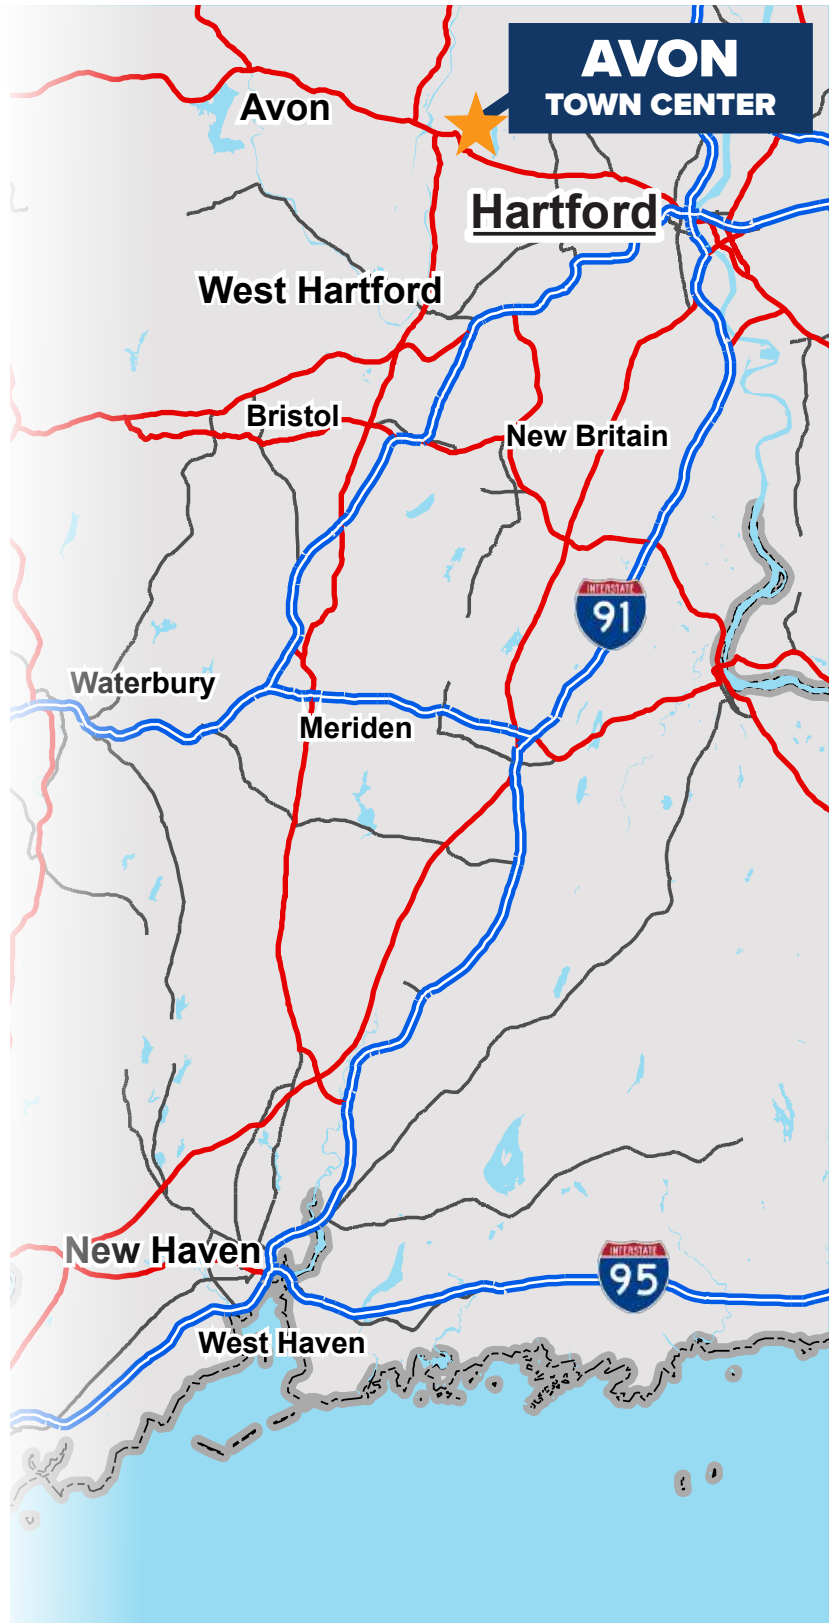 AVON
TOWN CENTER
Avon
Hartford
West Hartford
Bristol
New Britain
INTERSTATE
91
Waterbury
Meriden
New Haven
INTERSTATE
95
West Haven